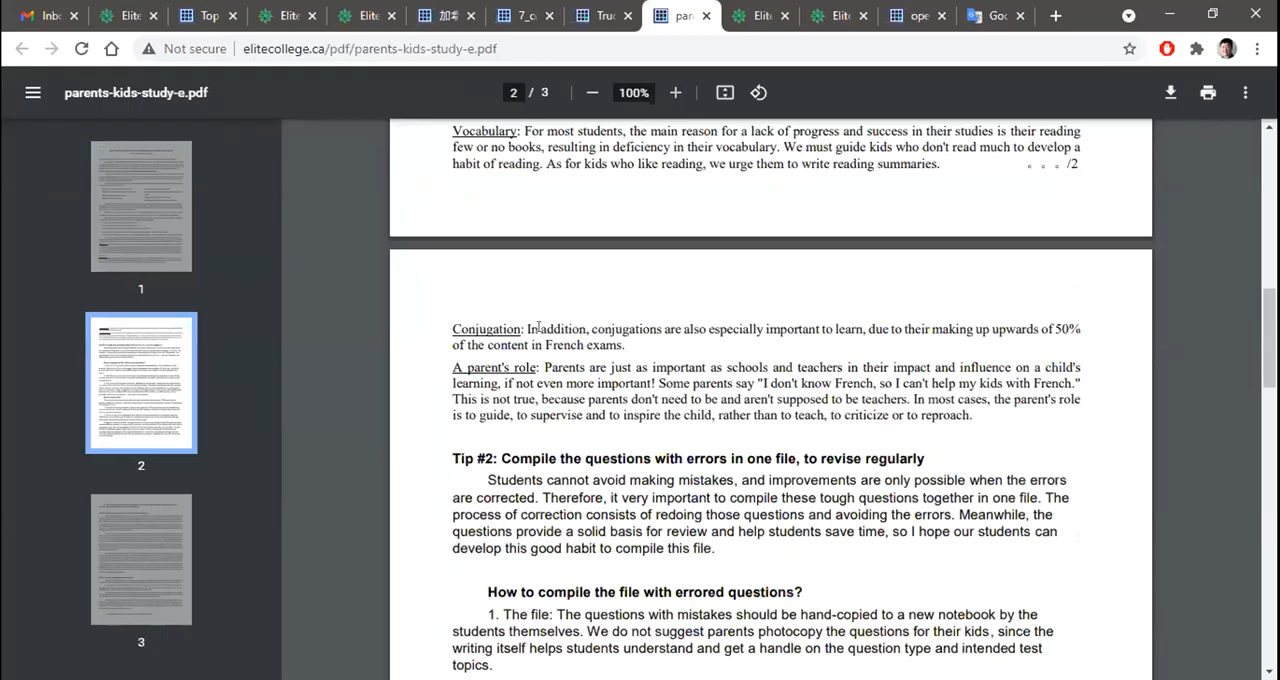 Inb
Elite
Top
Elite
Elite
7_c
Truc
par
Elite
Elite
ope
Goc
Not secure
elitecollege.ca/pdf/parents-kids-study-e.pdf
parents-kids-study-e.pdf
2 / 3
100%
Vocabulary: For most students, the main reason for a lack of progress and success in their studies is their reading
few or no books, resulting in deficiency in their vocabulary. We must guide kids who don't read much to develop a
habit of reading. As for kids who like reading, we urge them to write reading summaries. 。。。/2
Conjugation: In addition, conjugations are also especially important to learn, due to their making up upwards of 50%
of the content in French exams.
A parent's role: Parents are just as important as schools and teachers in their impact and influence on a child's
learning, if not even more important! Some parents say "I don't know French, so I can't help my kids with French."
This is not true, because parents don't need to be and aren't supposed to be teachers. In most cases, the parent's role
is to guide, to supervise and to inspire the child, rather than to teach, to criticize or to reproach.
Tip #2: Compile the questions with errors in one file, to revise regularly
Students cannot avoid making mistakes, and improvements are only possible when the errors
are corrected. Therefore, it very important to compile these tough questions together in one file. The
process of correction consists of redoing those questions and avoiding the errors. Meanwhile, the
questions provide a solid basis for review and help students save time, so I hope our students can
develop this good habit to compile this file.
How to compile the file with errored questions?
1. The file: The questions with mistakes should be hand-copied to a new notebook by the
students themselves. We do not suggest parents photocopy the questions for their kids, since the
writing itself helps students understand and get a handle on the question type and intended test
topics.
1
2
3